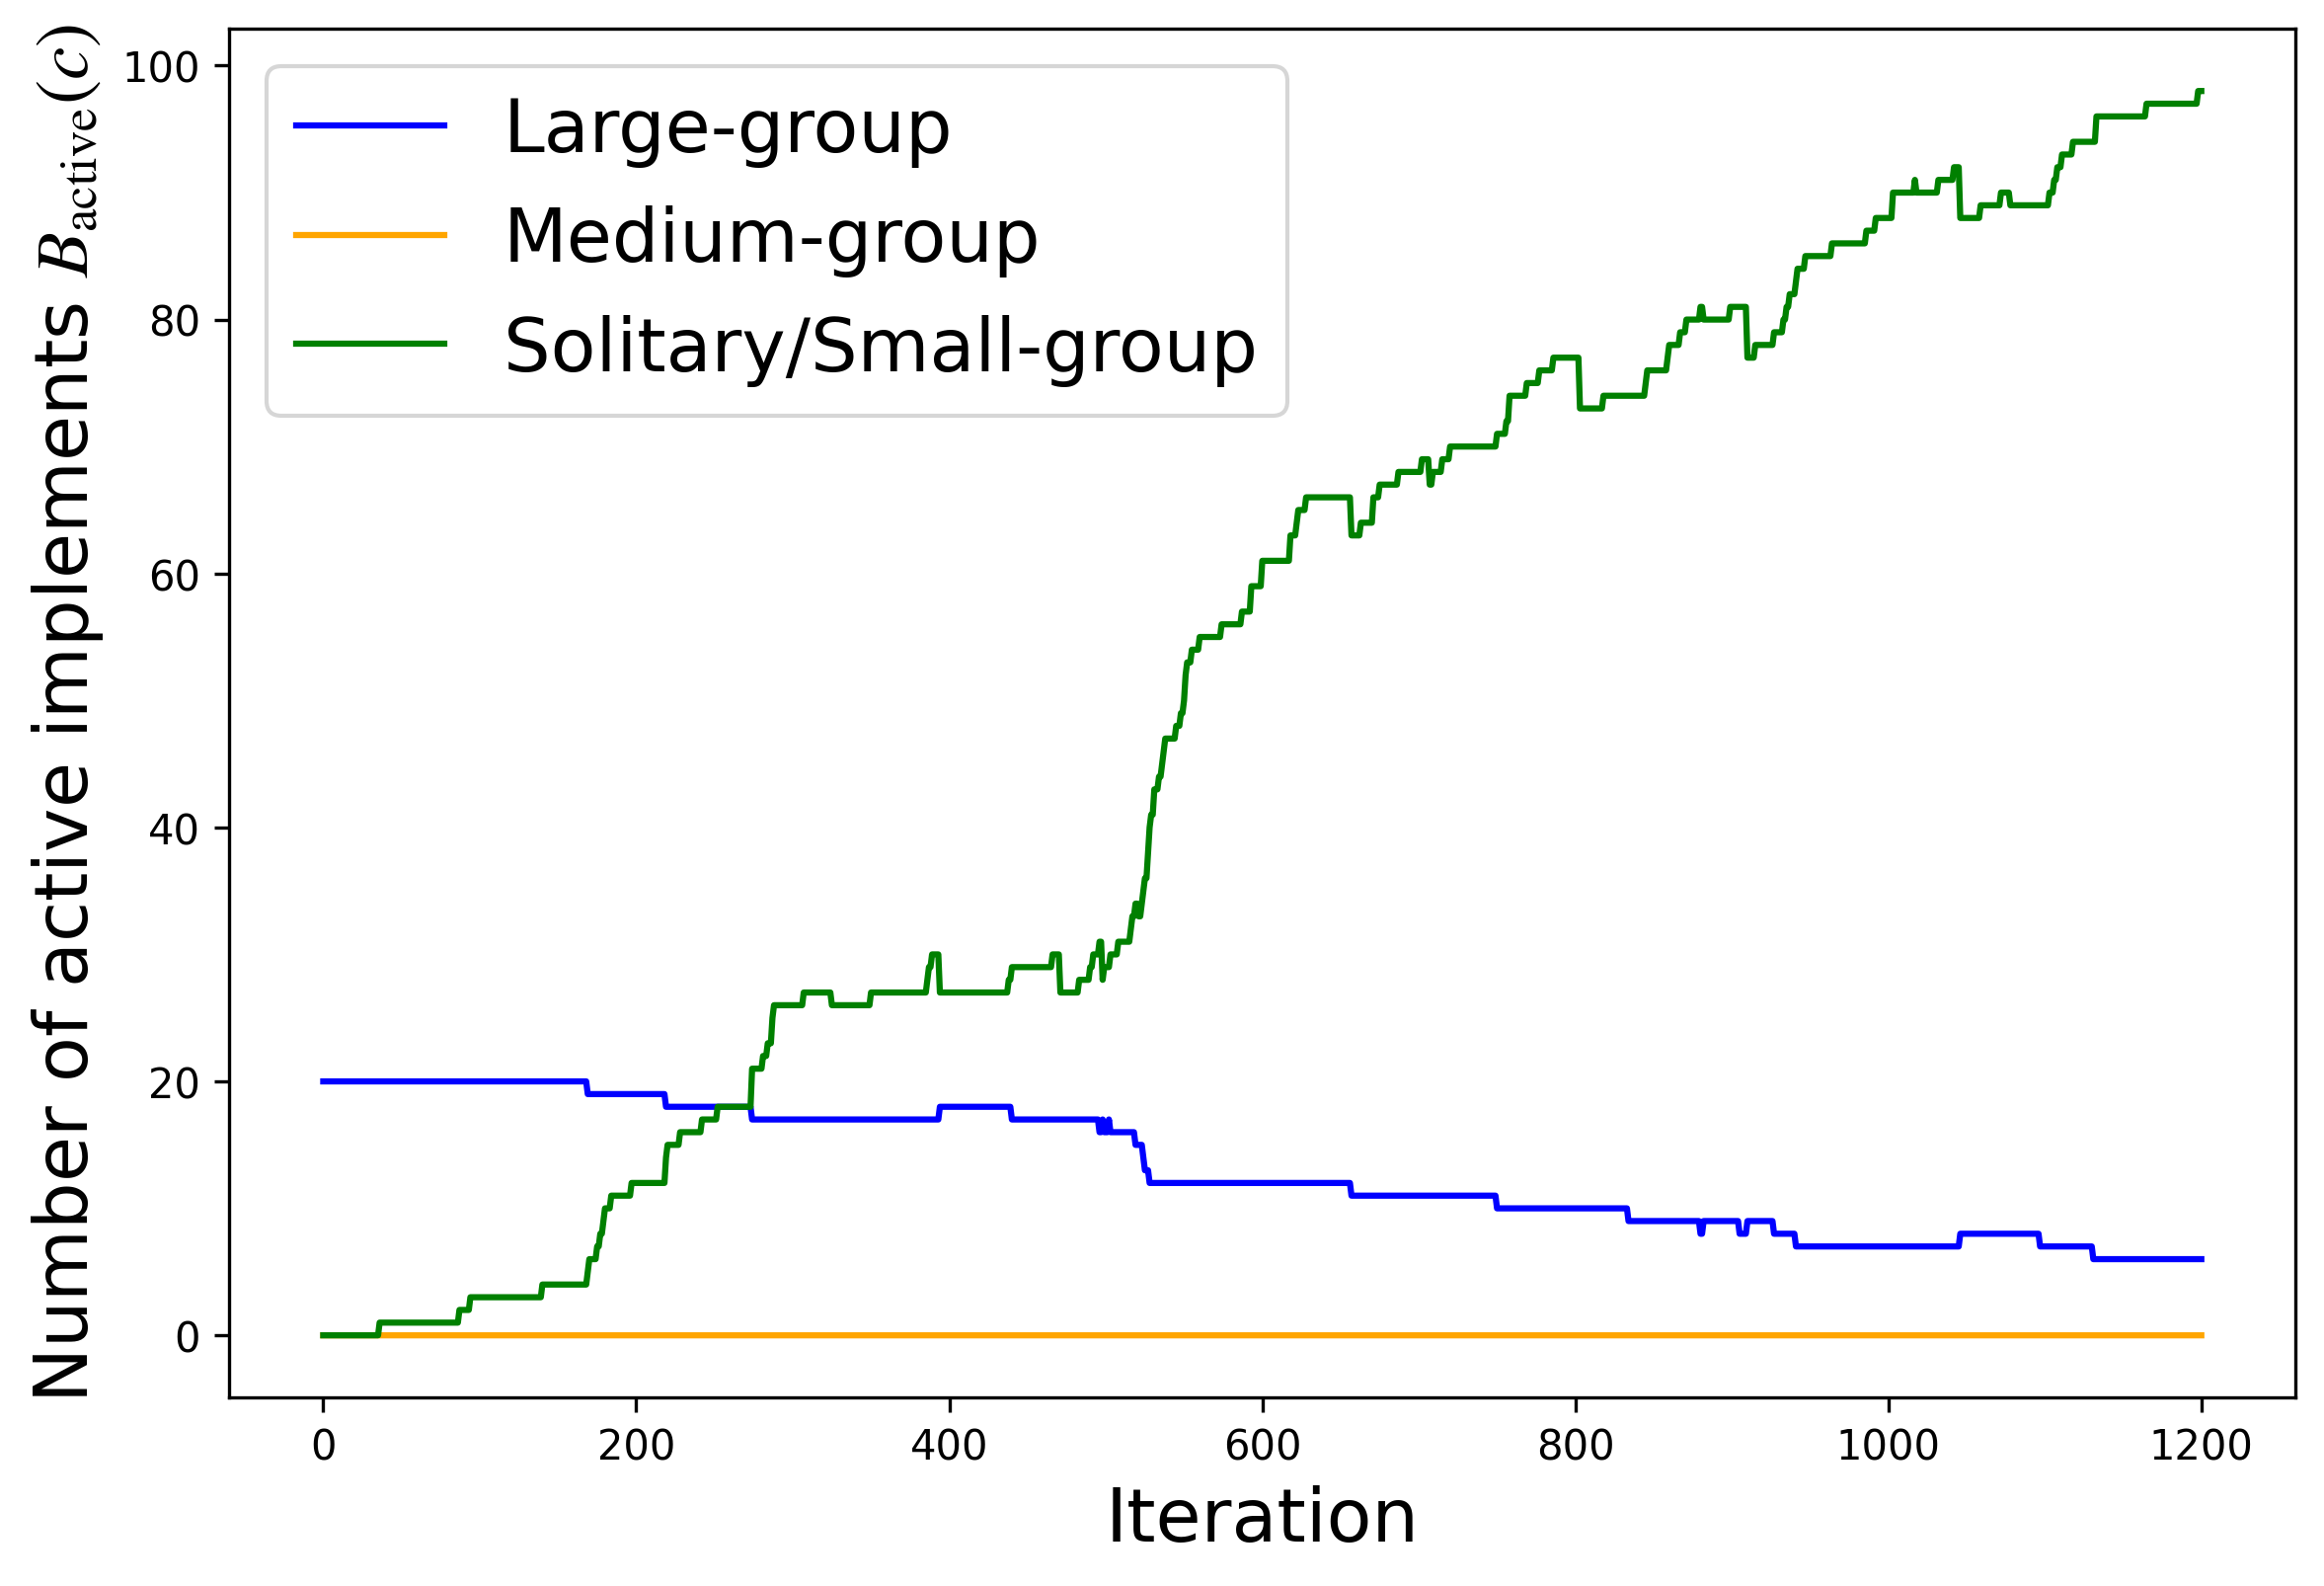 Number of active implements B_active(c)
100
80
60
40
20
0
Large-group
Medium-group
Solitary/Small-group
0 200 400 600 800 1000 1200
Iteration